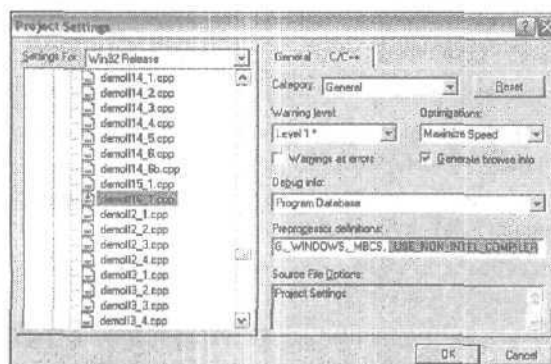 Project Settings
Settings For: Win32 Release
demoII14_1.cpp
demoII14_2.cpp
demoII14_3.cpp
demoII14_4.cpp
demoII14_5.cpp
demoII14_6.cpp
demoII14_6b.cpp
demoII15_1.cpp
demoII2_1.cpp
demoII2_2.cpp
demoII2_3.cpp
demoII2_4.cpp
demoII3_1.cpp
demoII3_2.cpp
demoII3_3.cpp
demoII3_4.cpp
General C/C++
Category: General Reset
Warning level: Optimizations:
Level 1 * Maximize Speed
Warnings as errors Generate browse info
Debug info:
Program Database
Preprocessor definitions:
G,_WINDOWS,_MBCS,_USE_NON_INTEL_COMPILER
Source File Options:
Project Settings
OK Cancel